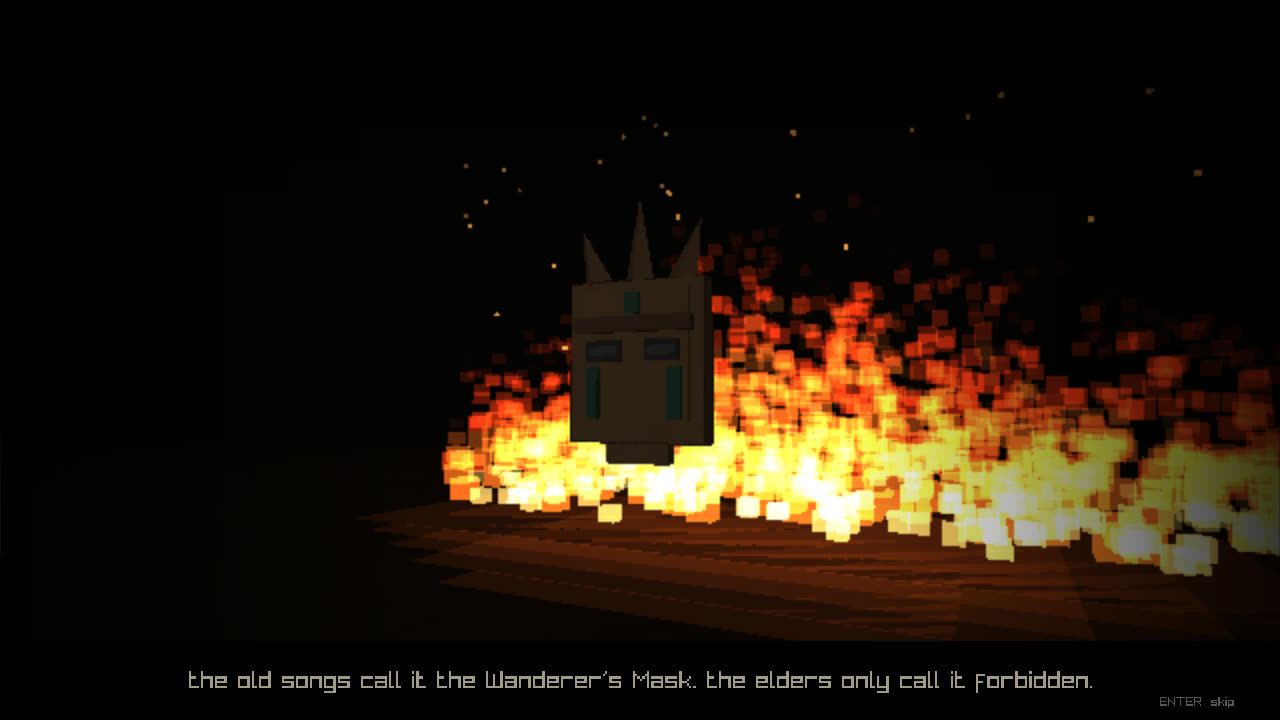 the old songs call it the Wanderer's Mask. the elders only call it forbidden.
ENTER skip